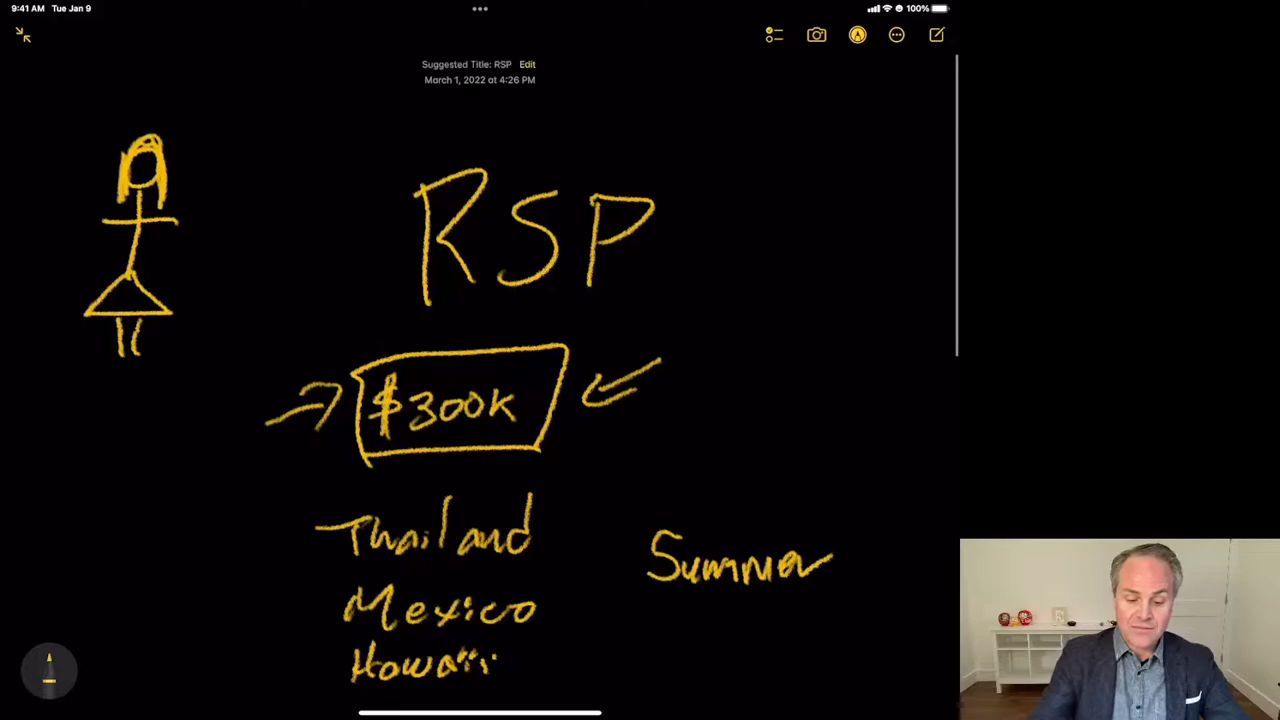 9:41 AM Tue Jan 9
100%
Suggested Title: RSP Edit
March 1, 2022 at 4:26 PM
RSP
$300K
Thailand
Summer
Mexico
Howaii